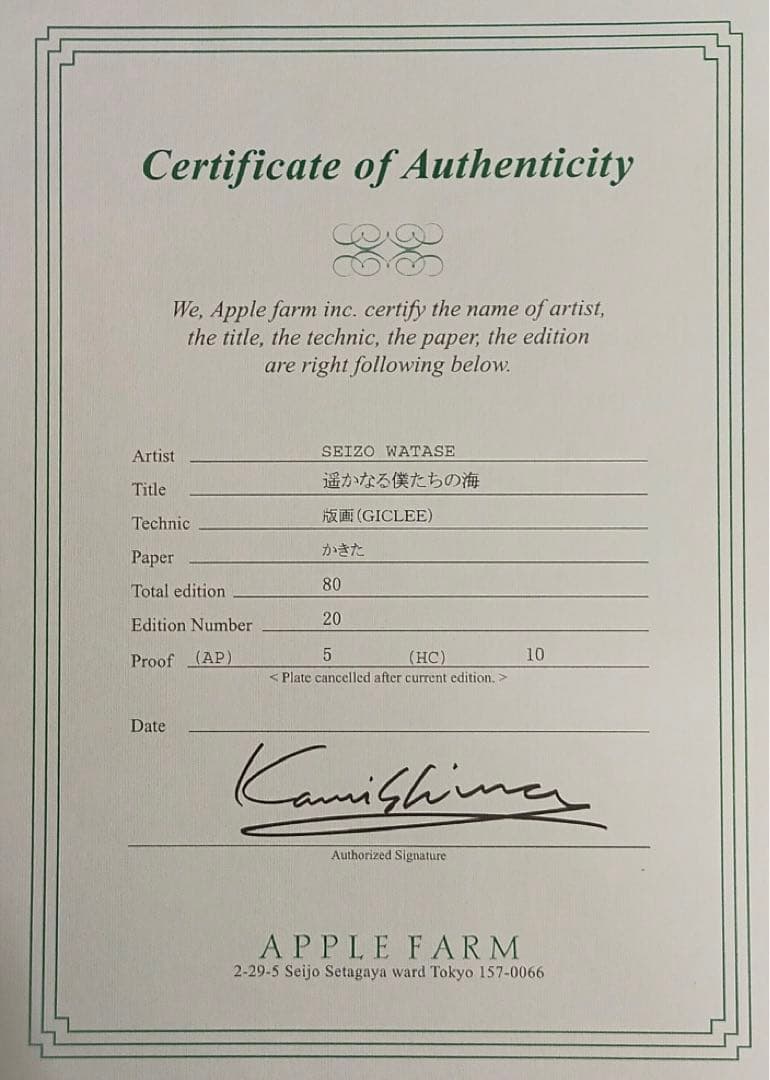 Certificate of Authenticity
We, Apple farm inc. certify the name of artist,
the title, the technic, the paper, the edition
are right following below.
Artist SEIZO WATASE
Title 遥かなる僕たちの海
Technic 版画(GICLEE)
Paper かきた
Total edition 80
Edition Number 20
Proof (AP) 5 (HC) 10
< Plate cancelled after current edition. >
Date
Kamishima
Authorized Signature
APPLE FARM
2-29-5 Seijo Setagaya ward Tokyo 157-0066